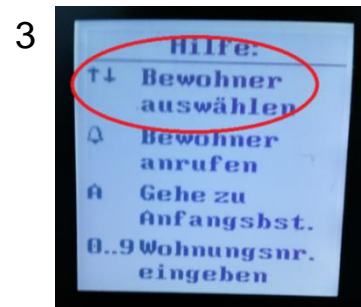 3
Hilfe:
↑↓ Bewohner
auswählen
Bewohner
anrufen
A Gehe zu
Anfangsbst.
0..9 Wohnungsnr.
eingeben